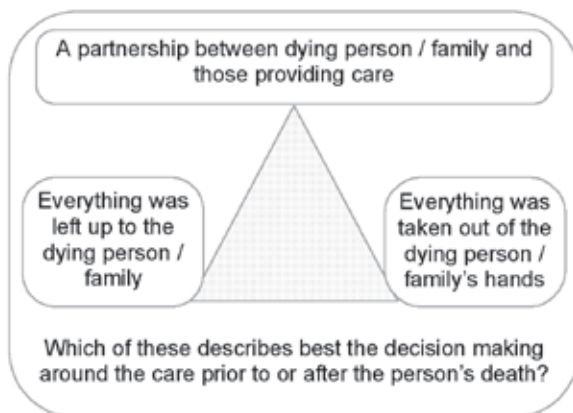 A partnership between dying person / family and
those providing care
Everything was
left up to the
dying person /
family
Everything was
taken out of the
dying person /
family's hands
Which of these describes best the decision making
around the care prior to or after the person's death?